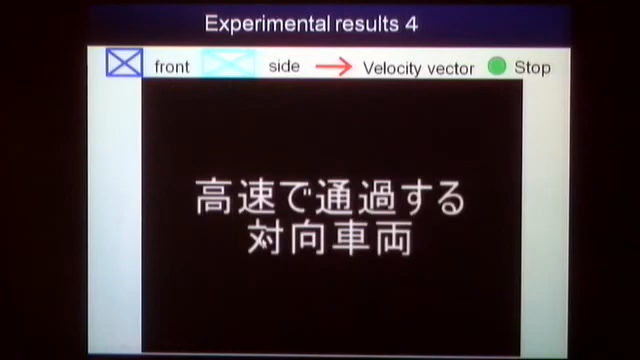 Experimental results 4
front side Velocity vector Stop
高速で通過する
対向車両